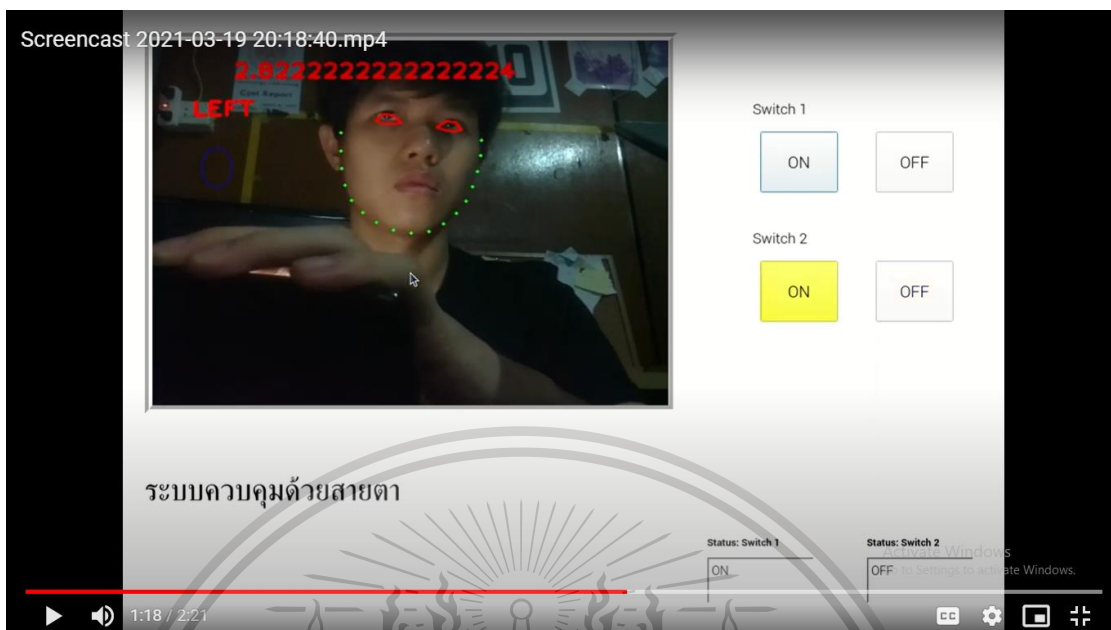 Screencast 2021-03-19 20:18:40.mp4
2.8222222222222224
LEFT
Cost Report
Switch 1
ON OFF
Switch 2
ON OFF
ระบบควบคุมด้วยสายตา
Status: Switch 1 Status: Switch 2
ON OFF
Activate Windows
to Settings to activate Windows.
1:18 / 2:21
CC